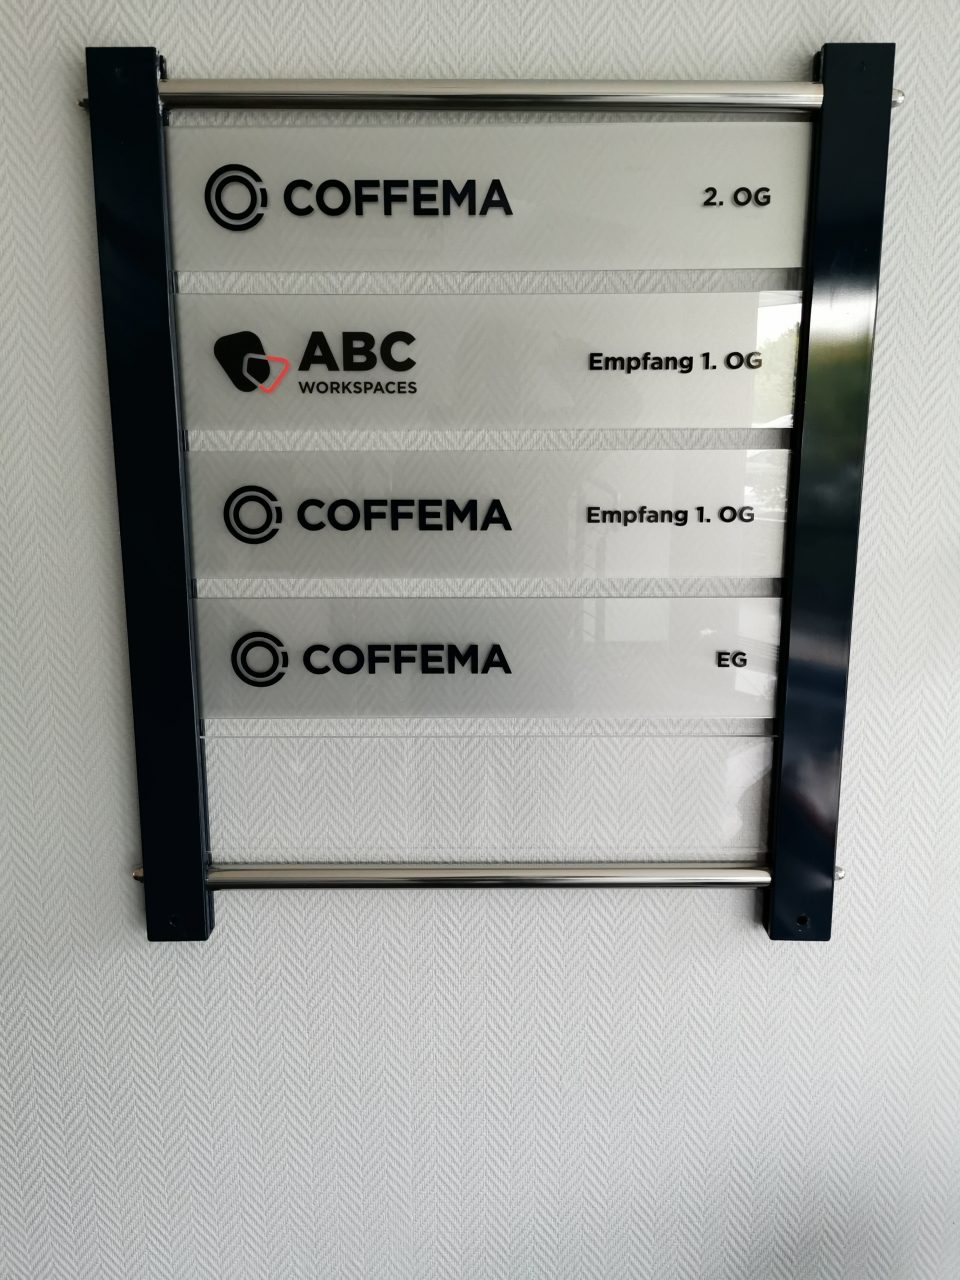 COFFEMA 2. OG
ABC
WORKSPACES
Empfang 1. OG
COFFEMA Empfang 1. OG
COFFEMA EG